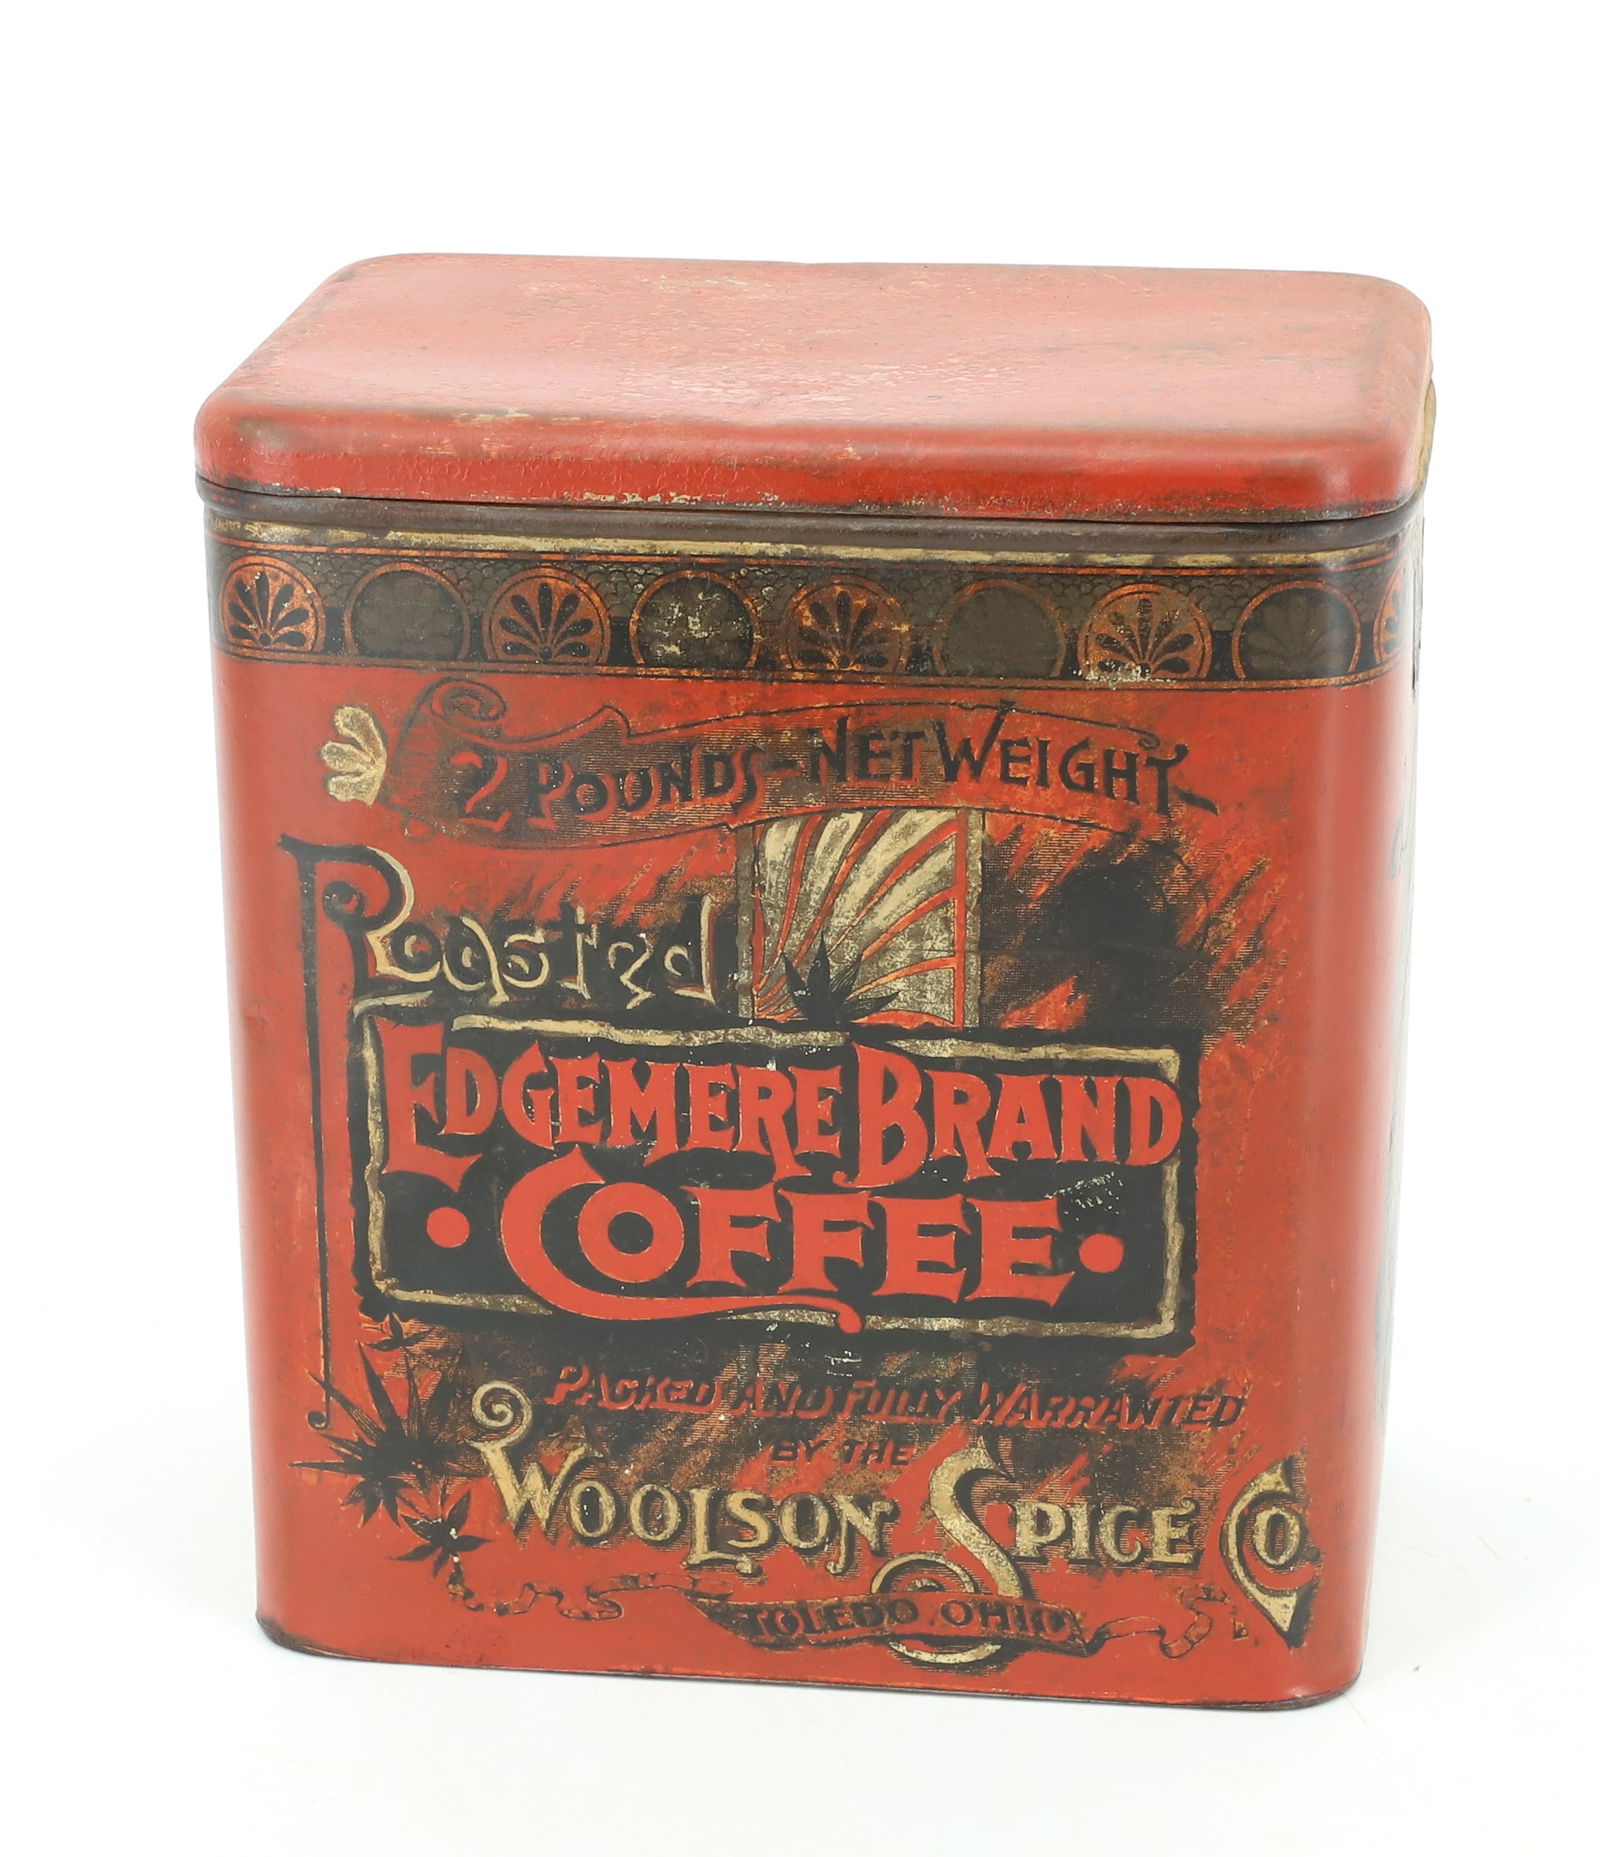 2 Pounds-Net Weight-
Roasted
Edgemere Brand
Coffee
Packed and Fully Warranted
by the
Woolson Spice Co.
Toledo. Ohio.